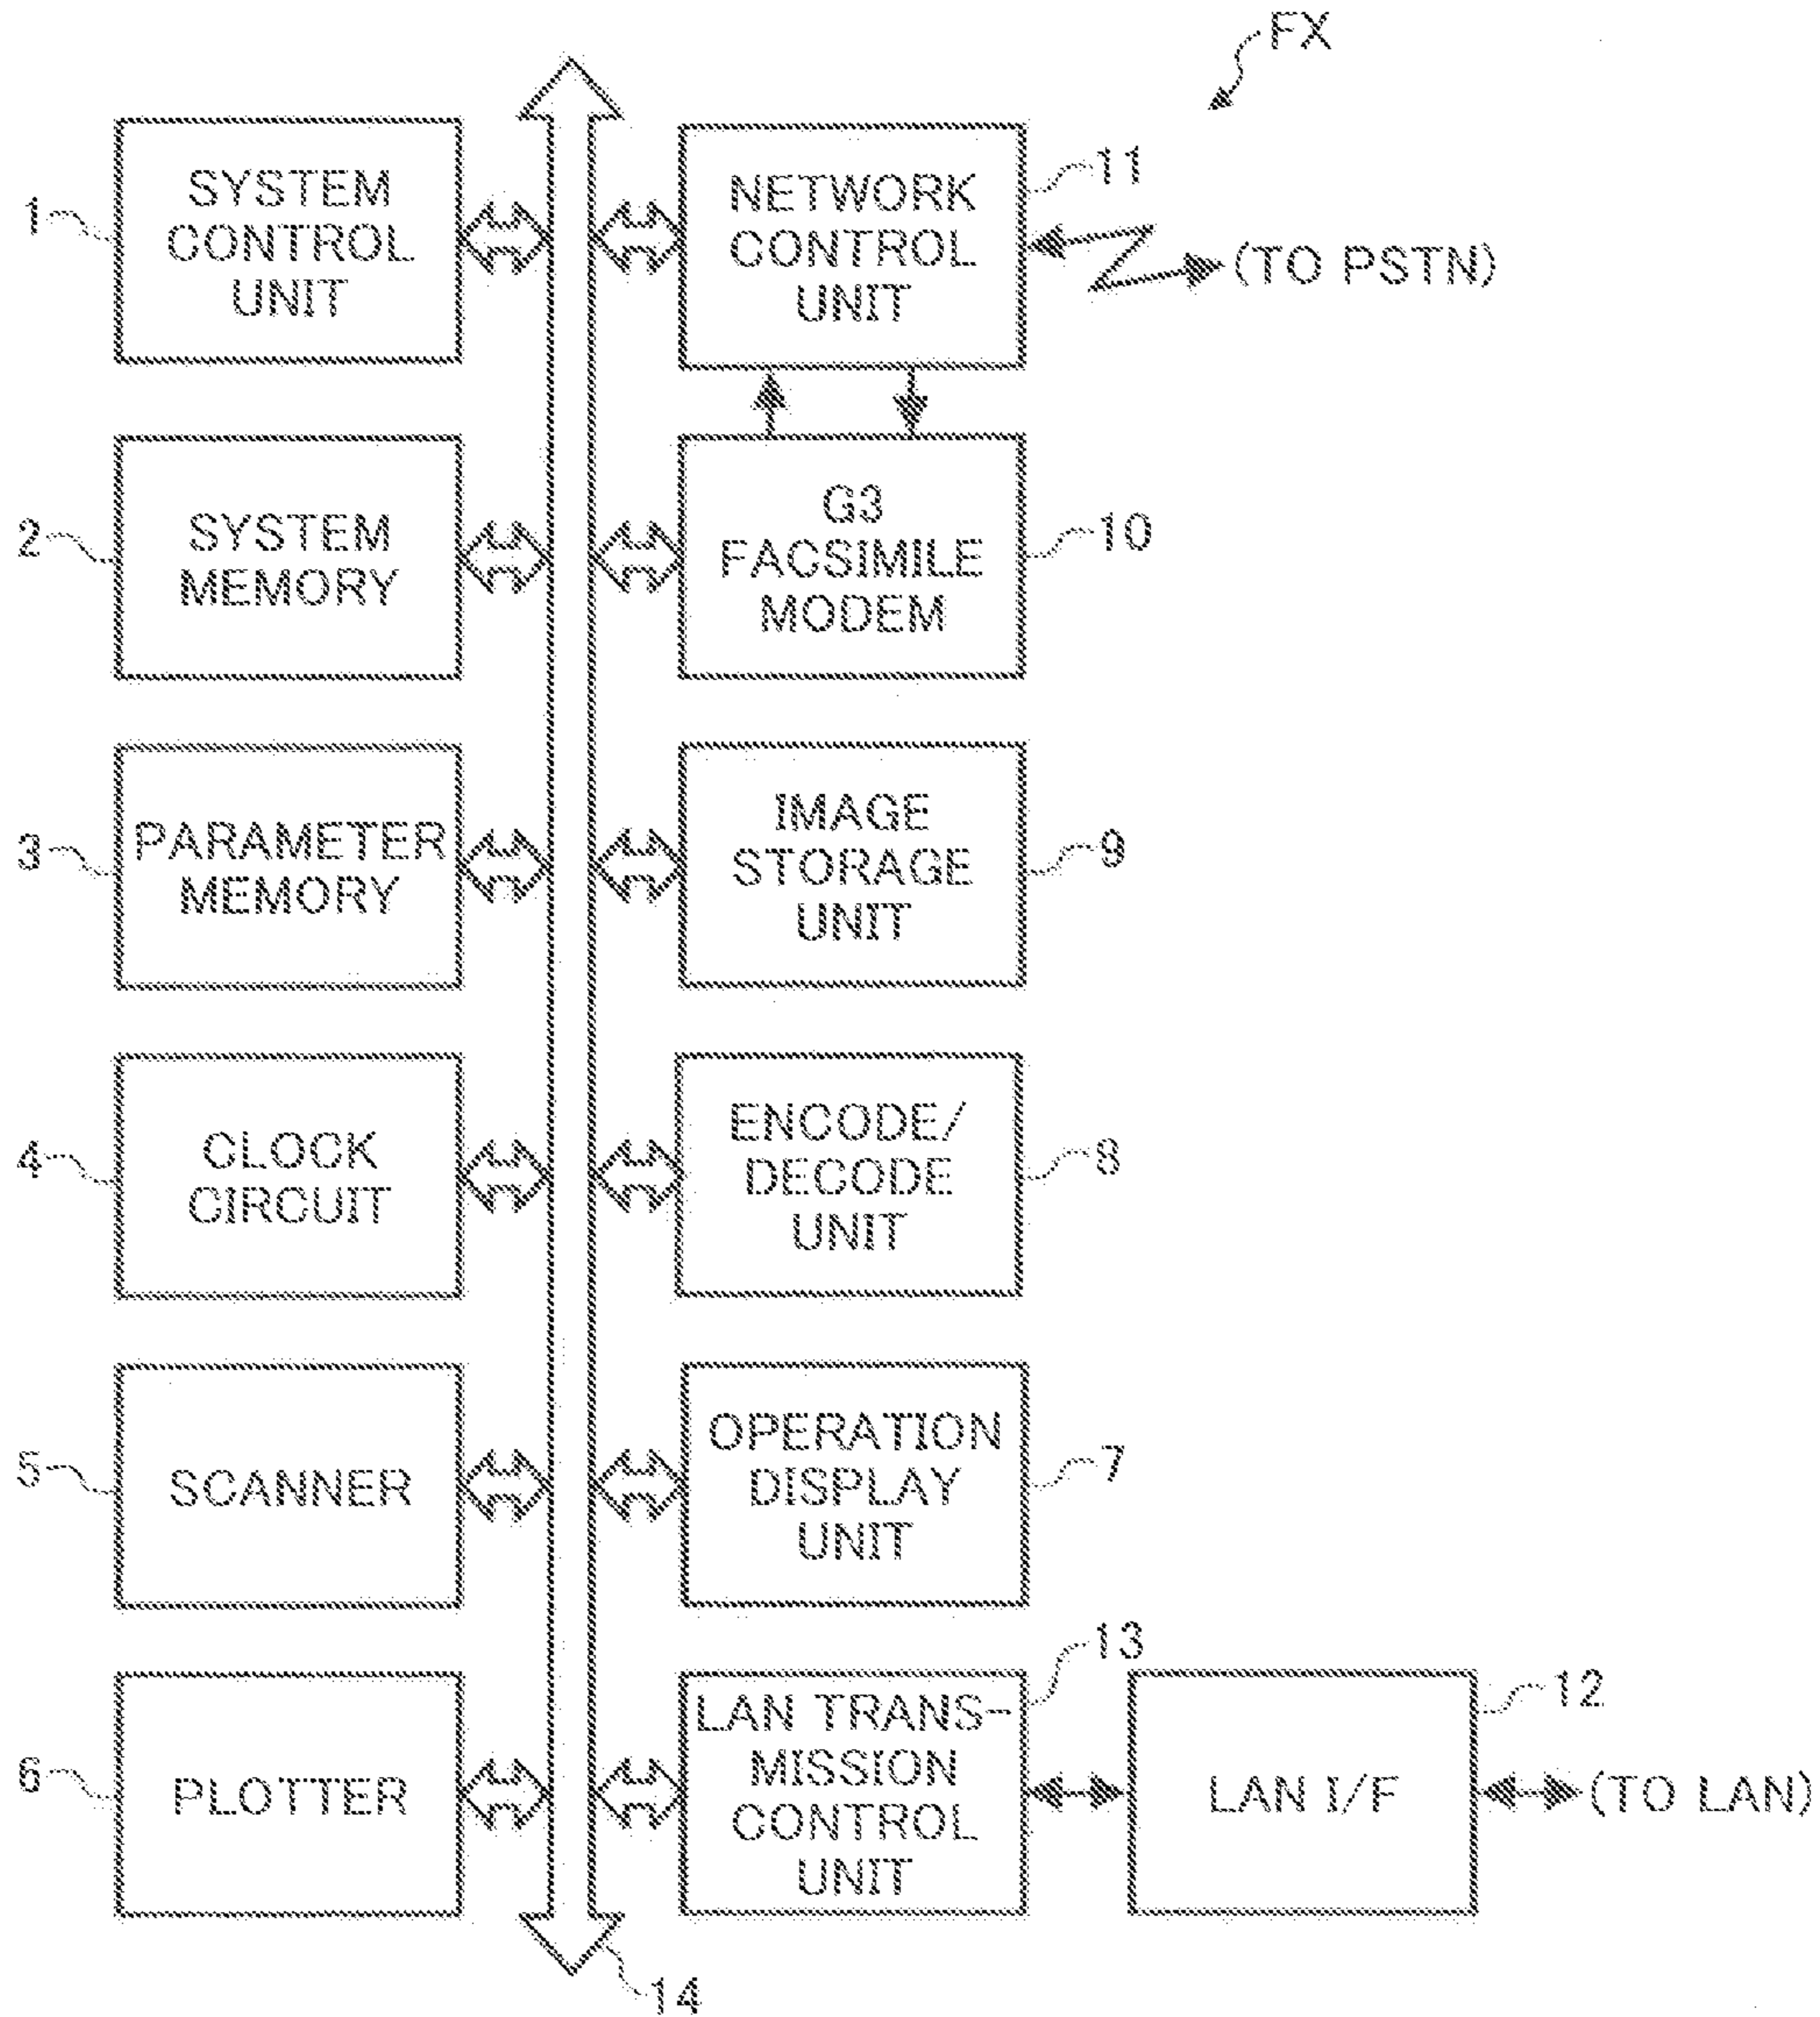 FX
1
SYSTEM
CONTROL
UNIT
NETWORK
CONTROL
UNIT
11
(TO PSTN)
2
SYSTEM
MEMORY
G3
FACSIMILE
MODEM
10
3
PARAMETER
MEMORY
IMAGE
STORAGE
UNIT
9
4
CLOCK
CIRCUIT
ENCODE/
DECODE
UNIT
8
5
SCANNER
OPERATION
DISPLAY
UNIT
7
6
PLOTTER
LAN TRANS-
MISSION
CONTROL
UNIT
13
LAN I/F
12
(TO LAN)
14